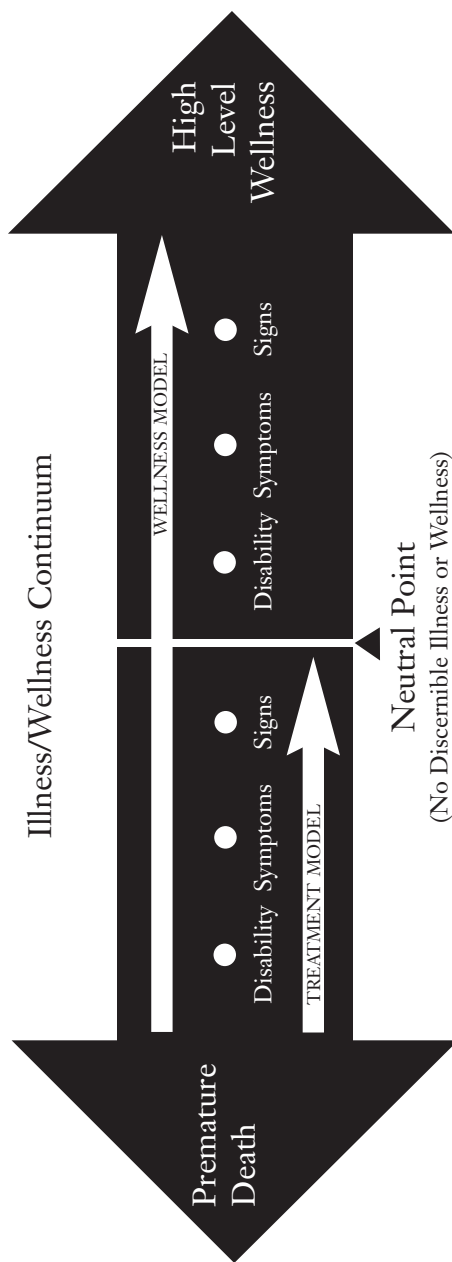 Illness/Wellness Continuum
WELLNESS MODEL
Premature
Death
Disability Symptoms Signs
Disability Symptoms Signs
High
Level
Wellness
TREATMENT MODEL
Neutral Point
(No Discernible Illness or Wellness)